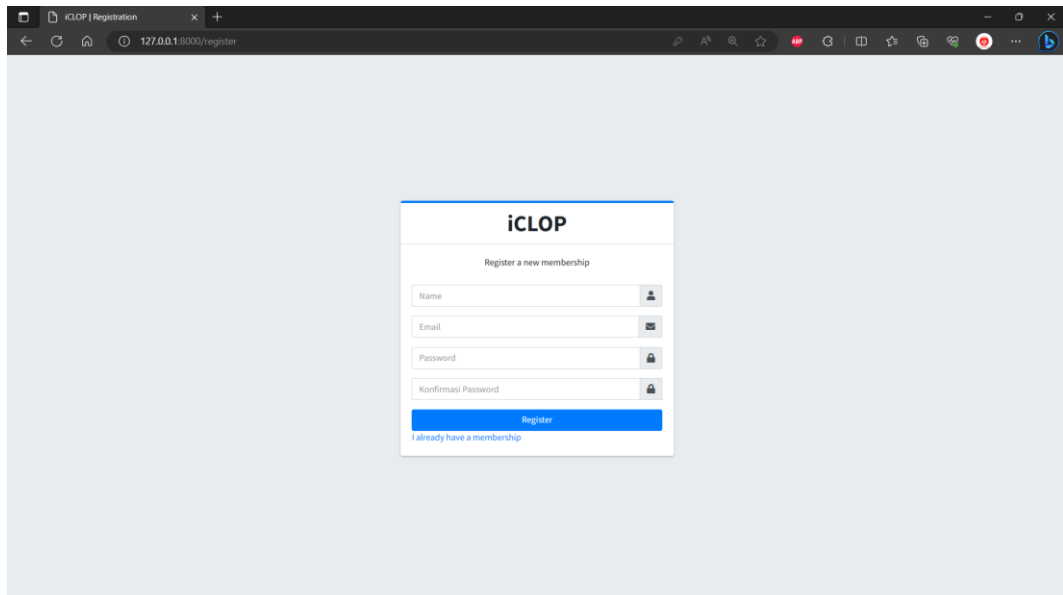 iCLOP | Registration
127.0.0.1:8000/register
ABP
iCLOP
Register a new membership
Name
Email
Password
Konfirmasi Password
Register
I already have a membership